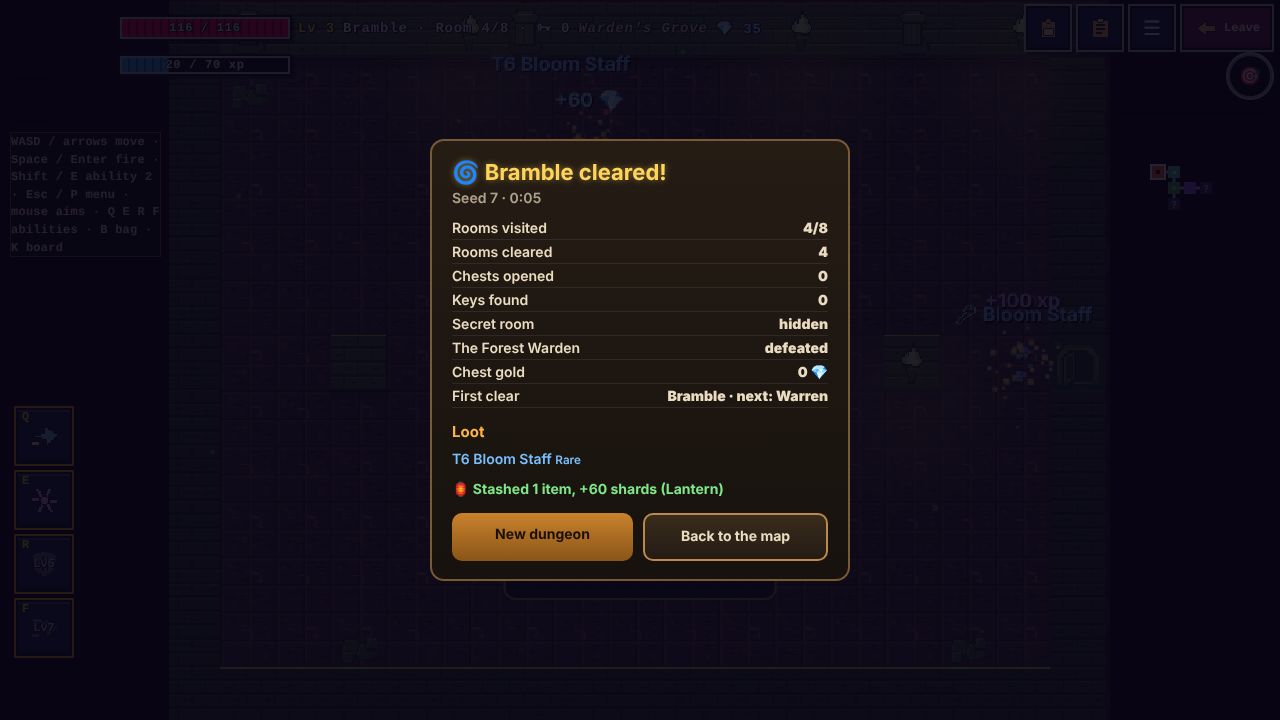 116 / 116
Lv 3 Bramble · Room 4/8 · 0 Warden's Grove 💎 35
Leave
20 / 70 xp
T6 Bloom Staff
+60 💎
WASD / arrows move ·
Space / Enter fire ·
Shift / E ability 2
· Esc / P menu ·
mouse aims · Q E R F
abilities · B bag ·
K board
🌀 Bramble cleared!
Seed 7 · 0:05
Rooms visited 4/8
Rooms cleared 4
Chests opened 0
Keys found 0
Secret room hidden
The Forest Warden defeated
Chest gold 0 💎
First clear Bramble · next: Warren
Loot
T6 Bloom Staff Rare
🏮 Stashed 1 item, +60 shards (Lantern)
New dungeon
Back to the map
+100 xp
Bloom Staff
?
?
Q
E
R
Lv6
F
Lv7